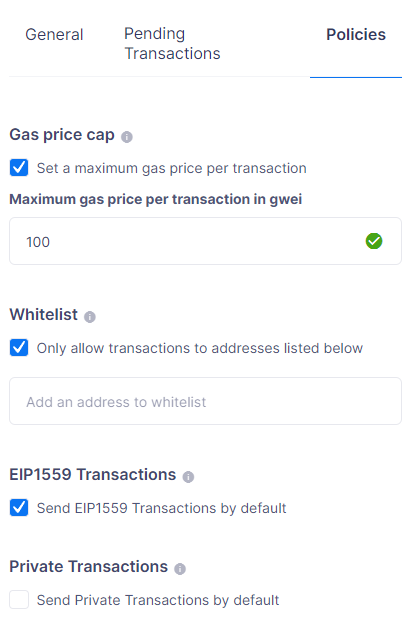 General
Pending
Transactions
Policies
Gas price cap
Set a maximum gas price per transaction
Maximum gas price per transaction in gwei
100
Whitelist
Only allow transactions to addresses listed below
Add an address to whitelist
EIP1559 Transactions
Send EIP1559 Transactions by default
Private Transactions
Send Private Transactions by default